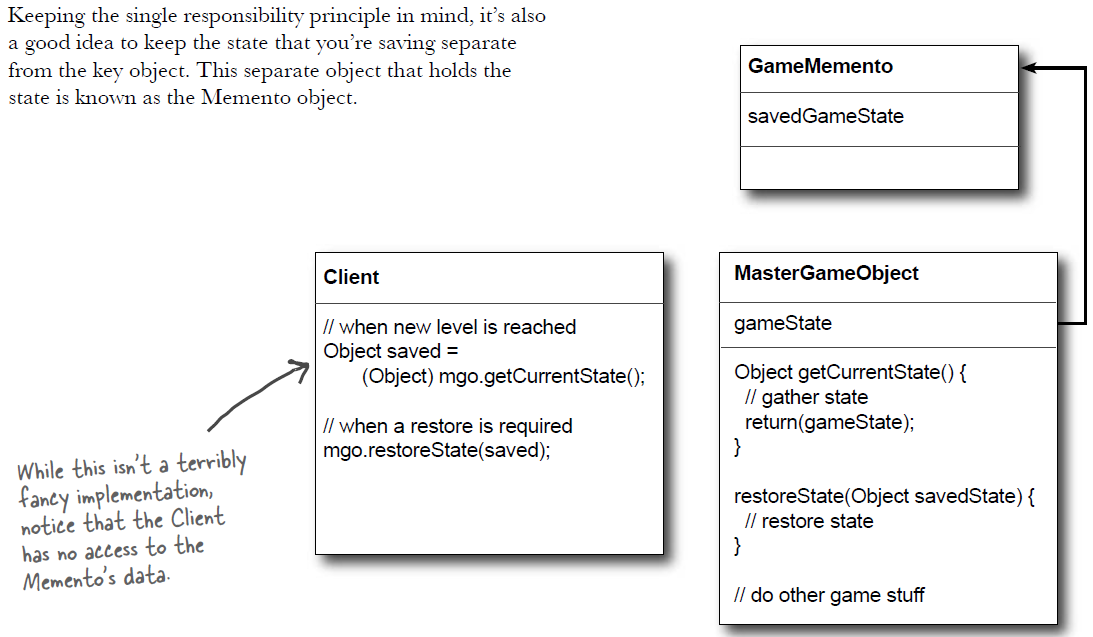 Keeping the single responsibility principle in mind, it's also
a good idea to keep the state that you're saving separate
from the key object. This separate object that holds the
state is known as the Memento object.
GameMemento
savedGameState
Client
// when new level is reached
Object saved =
(Object) mgo.getCurrentState();
// when a restore is required
mgo.restoreState(saved);
MasterGameObject
gameState
Object getCurrentState() {
// gather state
return(gameState);
}
restoreState(Object savedState) {
// restore state
}
// do other game stuff
While this isn't a terribly
fancy implementation,
notice that the Client
has no access to the
Memento's data.